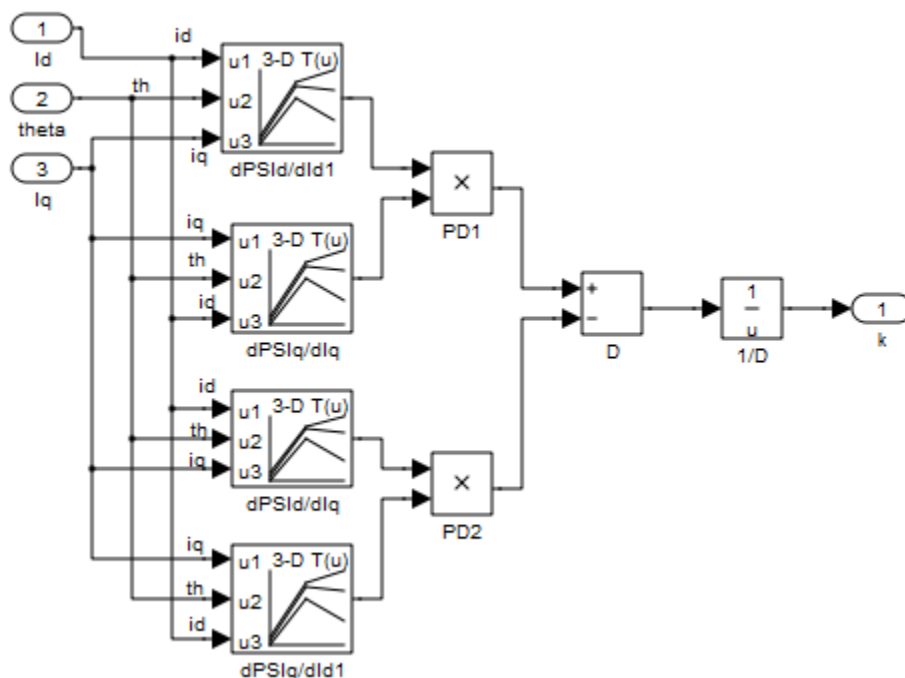 1
Id
2
theta
3
Iq
id
th
iq
3-D T(u)
u1
u2
u3
dPSId/dId1
iq
th
id
3-D T(u)
u1
u2
u3
dPSIq/dIq
id
th
iq
3-D T(u)
u1
u2
u3
dPSId/dIq
iq
th
id
3-D T(u)
u1
u2
u3
dPSIq/dId1
×
PD1
×
PD2
+
−
D
1
u
1/D
1
k